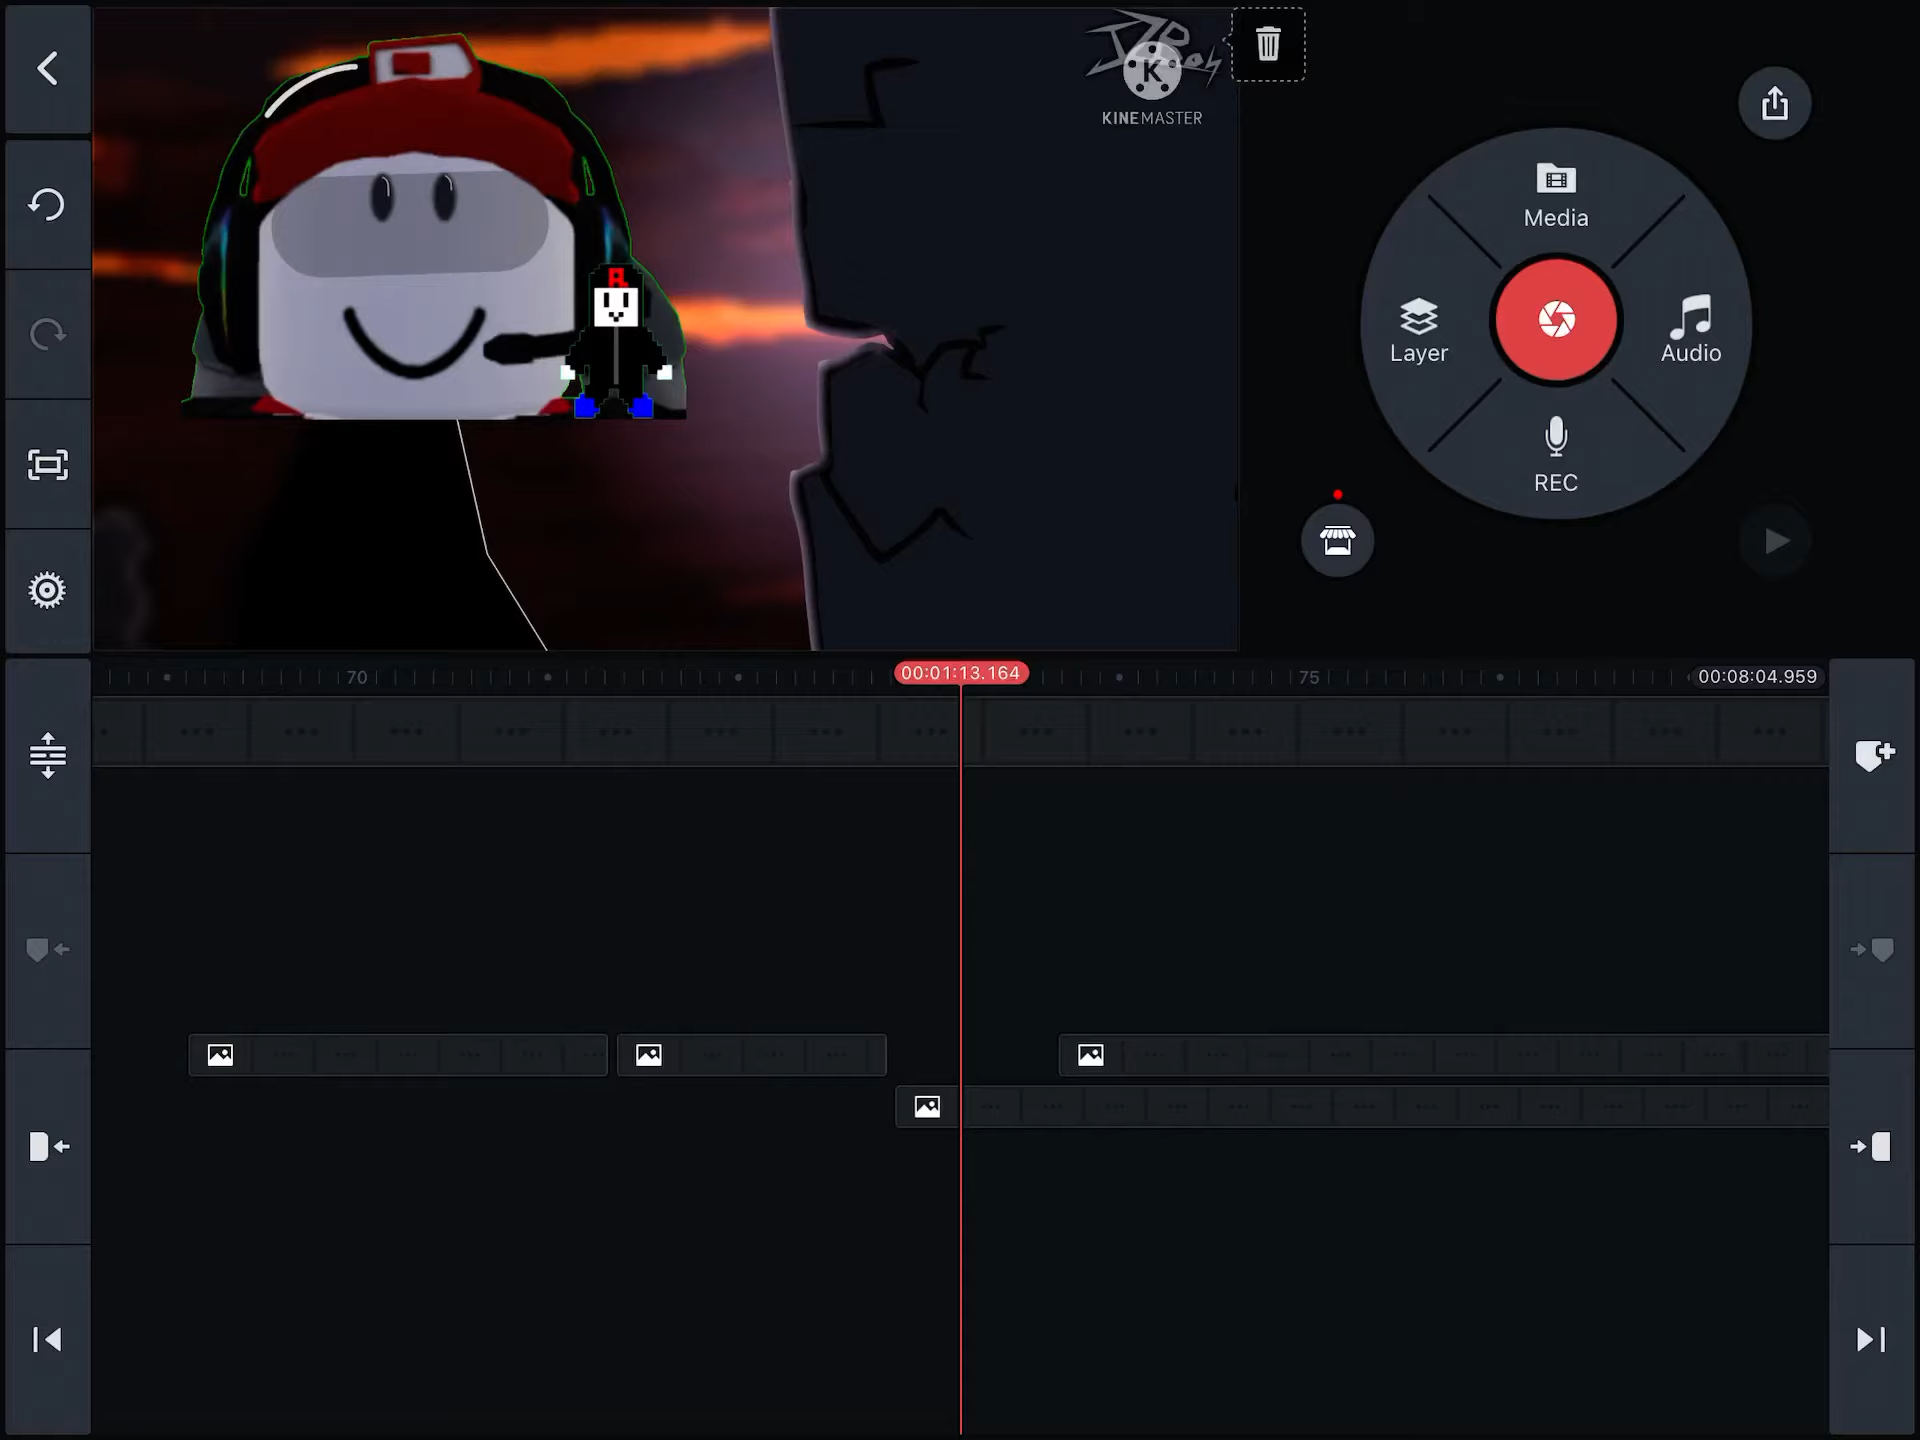 KINEMASTER
K
R
Media
Layer
Audio
REC
70
00:01:13.164
75
00:08:04.959